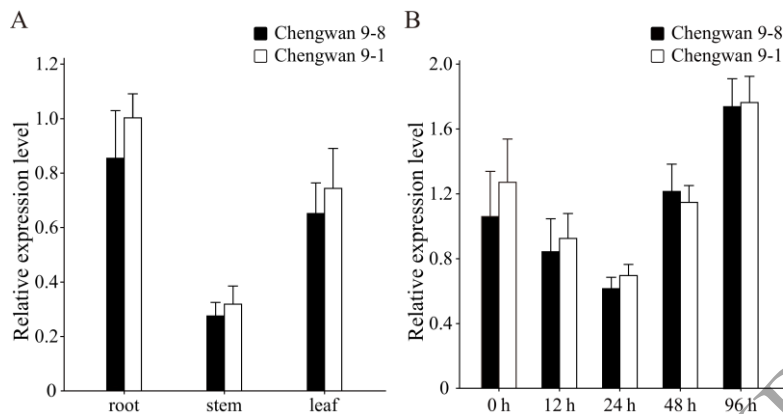 A
Chengwan 9-8
Chengwan 9-1
Relative expression level
1.2
1.0
0.8
0.6
0.4
0.2
0
root stem leaf
B
Chengwan 9-8
Chengwan 9-1
Relative expression level
2.0
1.6
1.2
0.8
0.4
0
0 h 12 h 24 h 48 h 96 h